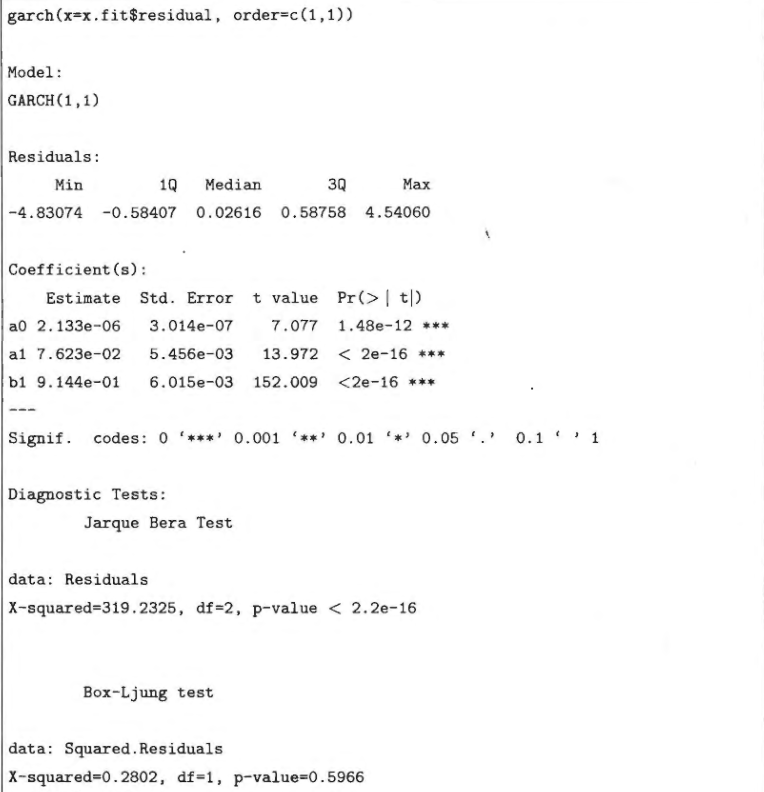 garch(x=x.fit$residual, order=c(1,1))
Model:
GARCH(1,1)
Residuals:
Min 1Q Median 3Q Max
-4.83074 -0.58407 0.02616 0.58758 4.54060
Coefficient(s):
Estimate Std. Error t value Pr(>| t|)
a0 2.133e-06 3.014e-07 7.077 1.48e-12 ***
a1 7.623e-02 5.456e-03 13.972 < 2e-16 ***
b1 9.144e-01 6.015e-03 152.009 <2e-16 ***
---
Signif. codes: 0 ‘***’ 0.001 ‘**’ 0.01 ‘*’ 0.05 ‘.’ 0.1 ‘ ’ 1
Diagnostic Tests:
Jarque Bera Test
data: Residuals
X-squared=319.2325, df=2, p-value < 2.2e-16
Box-Ljung test
data: Squared.Residuals
X-squared=0.2802, df=1, p-value=0.5966